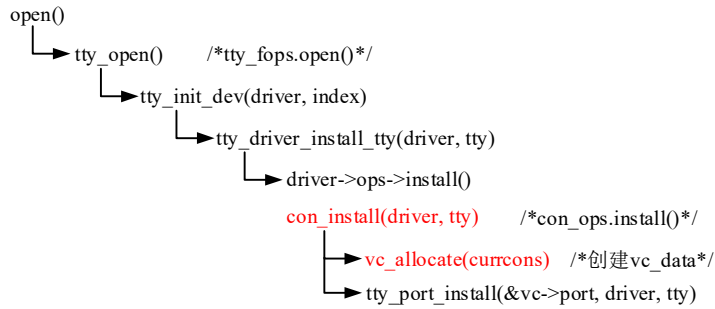 open()
tty_open() /*tty_fops.open()*/
tty_init_dev(driver, index)
tty_driver_install_tty(driver, tty)
driver->ops->install()
con_install(driver, tty) /*con_ops.install()*/
vc_allocate(currcons) /*创建vc_data*/
tty_port_install(&vc->port, driver, tty)